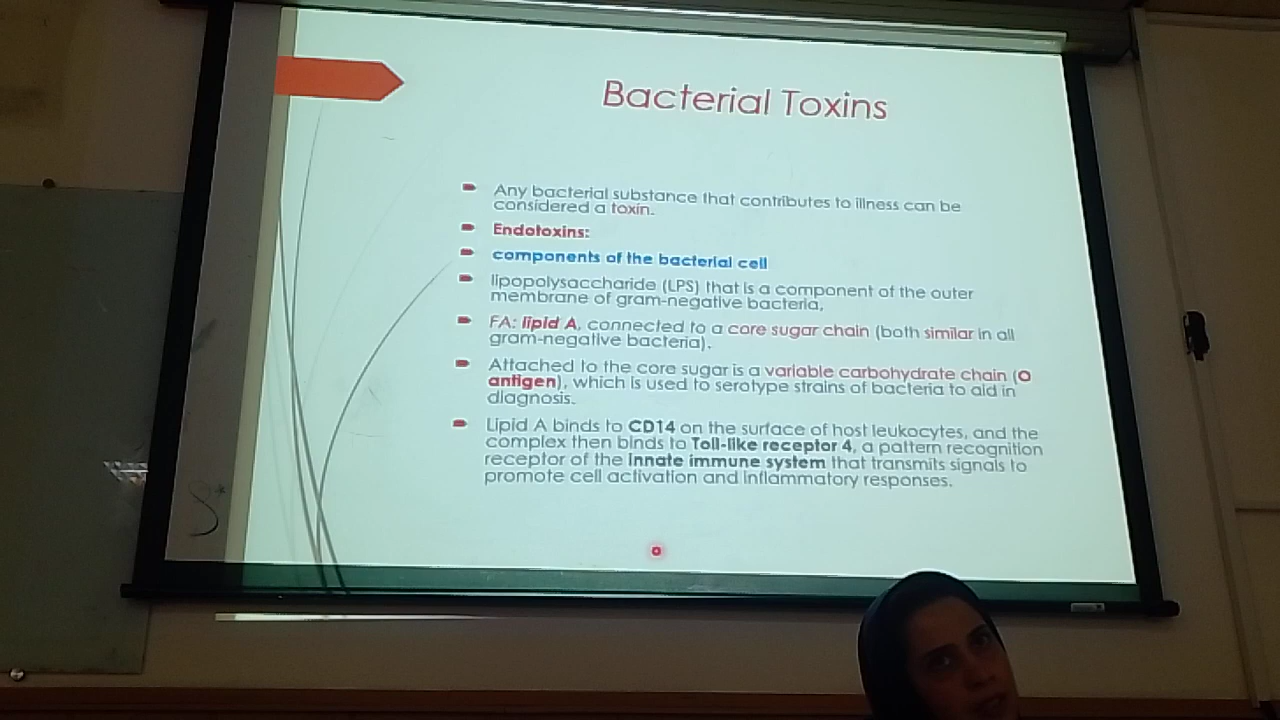 Bacterial Toxins
Any bacterial substance that contributes to illness can be
considered a toxin.
Endotoxins:
components of the bacterial cell
lipopolysaccharide (LPS) that is a component of the outer
membrane of gram-negative bacteria,
FA: lipid A, connected to a core sugar chain (both similar in all
gram-negative bacteria).
Attached to the core sugar is a variable carbohydrate chain (O
antigen), which is used to serotype strains of bacteria to aid in
diagnosis.
Lipid A binds to CD14 on the surface of host leukocytes, and the
complex then binds to Toll-like receptor 4, a pattern recognition
receptor of the innate immune system that transmits signals to
promote cell activation and inflammatory responses.